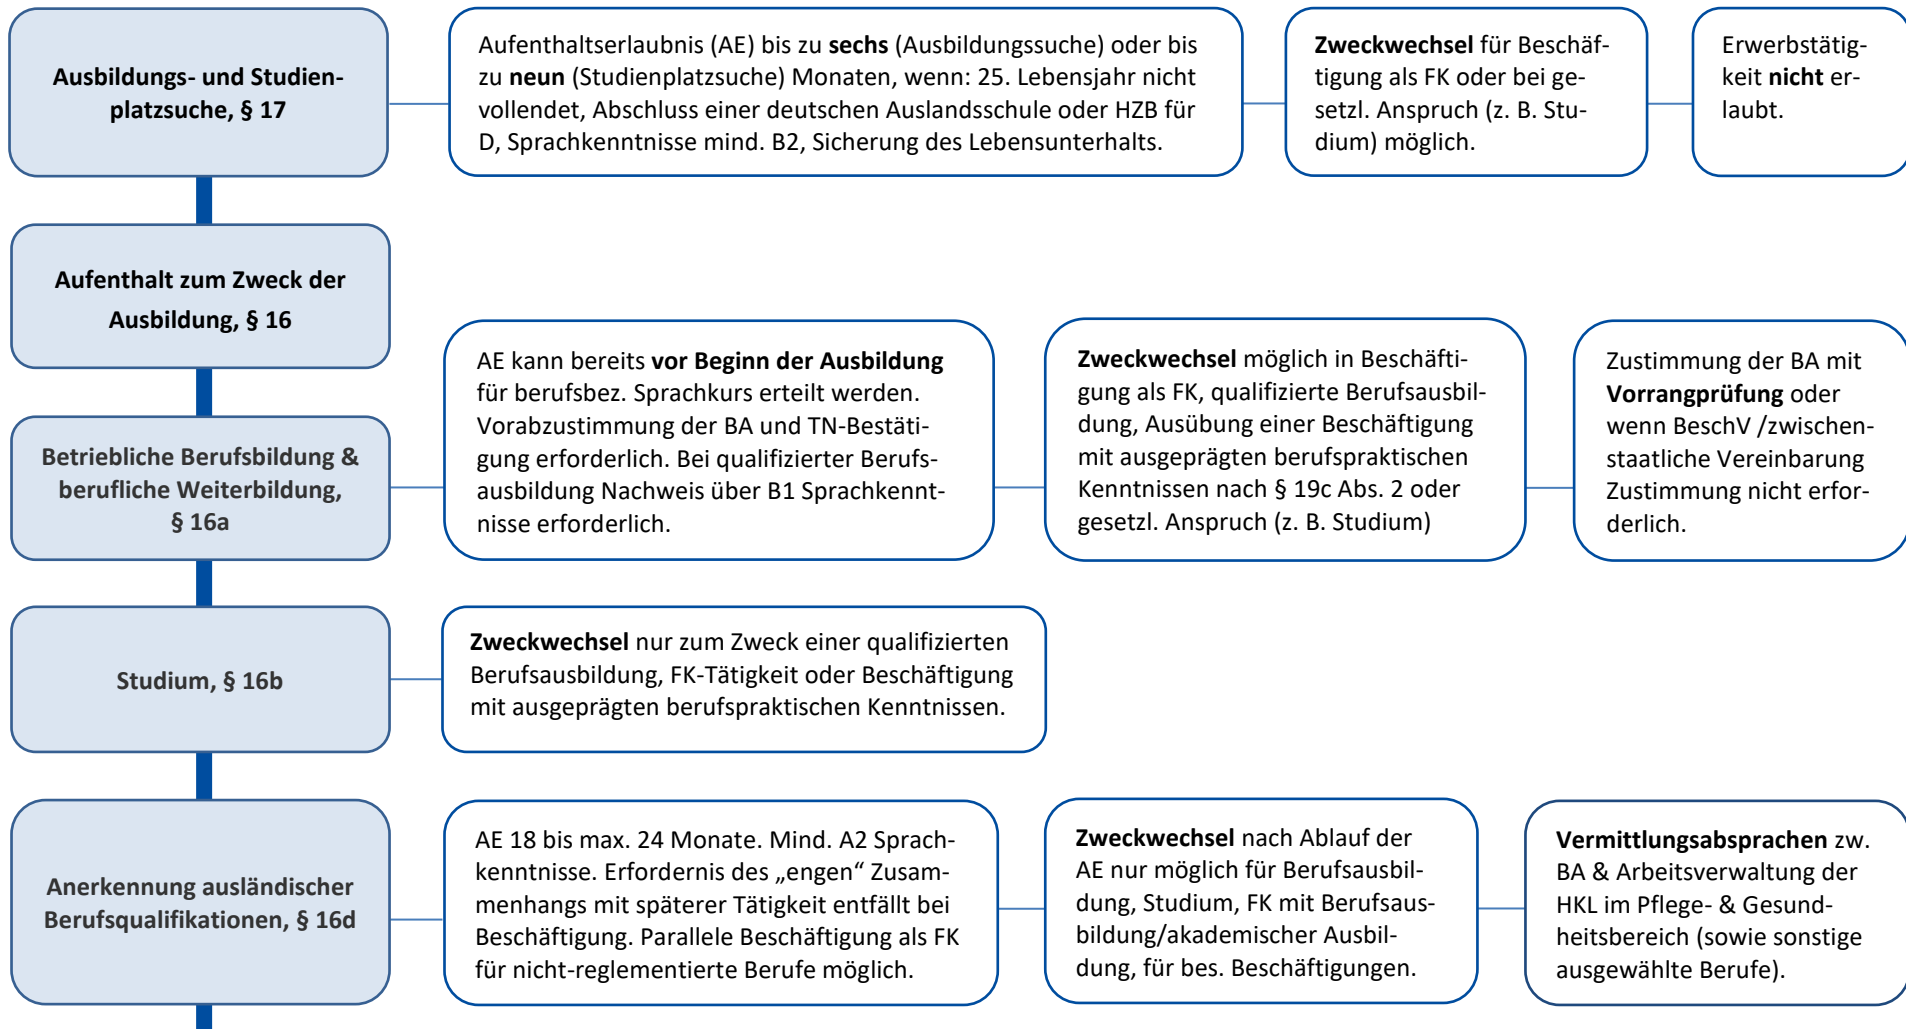 Ausbildungs- und Studien-
platzsuche, § 17
Aufenthaltserlaubnis (AE) bis zu sechs (Ausbildungssuche) oder bis
zu neun (Studienplatzsuche) Monaten, wenn: 25. Lebensjahr nicht
vollendet, Abschluss einer deutschen Auslandsschule oder HZB für
D, Sprachkenntnisse mind. B2, Sicherung des Lebensunterhalts.
Zweckwechsel für Beschäf-
tigung als FK oder bei ge-
setzl. Anspruch (z. B. Stu-
dium) möglich.
Erwerbstätig-
keit nicht er-
laubt.
Aufenthalt zum Zweck der
Ausbildung, § 16
Betriebliche Berufsbildung &
berufliche Weiterbildung,
§ 16a
AE kann bereits vor Beginn der Ausbildung
für berufsbez. Sprachkurs erteilt werden.
Vorabzustimmung der BA und TN-Bestäti-
gung erforderlich. Bei qualifizierter Berufs-
ausbildung Nachweis über B1 Sprachkennt-
nisse erforderlich.
Zweckwechsel möglich in Beschäfti-
gung als FK, qualifizierte Berufsausbil-
dung, Ausübung einer Beschäftigung
mit ausgeprägten berufspraktischen
Kenntnissen nach § 19c Abs. 2 oder
gesetzl. Anspruch (z. B. Studium)
Zustimmung der BA mit
Vorrangprüfung oder
wenn BeschV /zwischen-
staatliche Vereinbarung
Zustimmung nicht erfor-
derlich.
Studium, § 16b
Zweckwechsel nur zum Zweck einer qualifizierten
Berufsausbildung, FK-Tätigkeit oder Beschäftigung
mit ausgeprägten berufspraktischen Kenntnissen.
Anerkennung ausländischer
Berufsqualifikationen, § 16d
AE 18 bis max. 24 Monate. Mind. A2 Sprach-
kenntnisse. Erfordernis des „engen“ Zusam-
menhangs mit späterer Tätigkeit entfällt bei
Beschäftigung. Parallele Beschäftigung als FK
für nicht-reglementierte Berufe möglich.
Zweckwechsel nach Ablauf der
AE nur möglich für Berufsausbil-
dung, Studium, FK mit Berufsaus-
bildung/akademischer Ausbil-
dung, für bes. Beschäftigungen.
Vermittlungsabsprachen zw.
BA & Arbeitsverwaltung der
HKL im Pflege- & Gesund-
heitsbereich (sowie sonstige
ausgewählte Berufe).